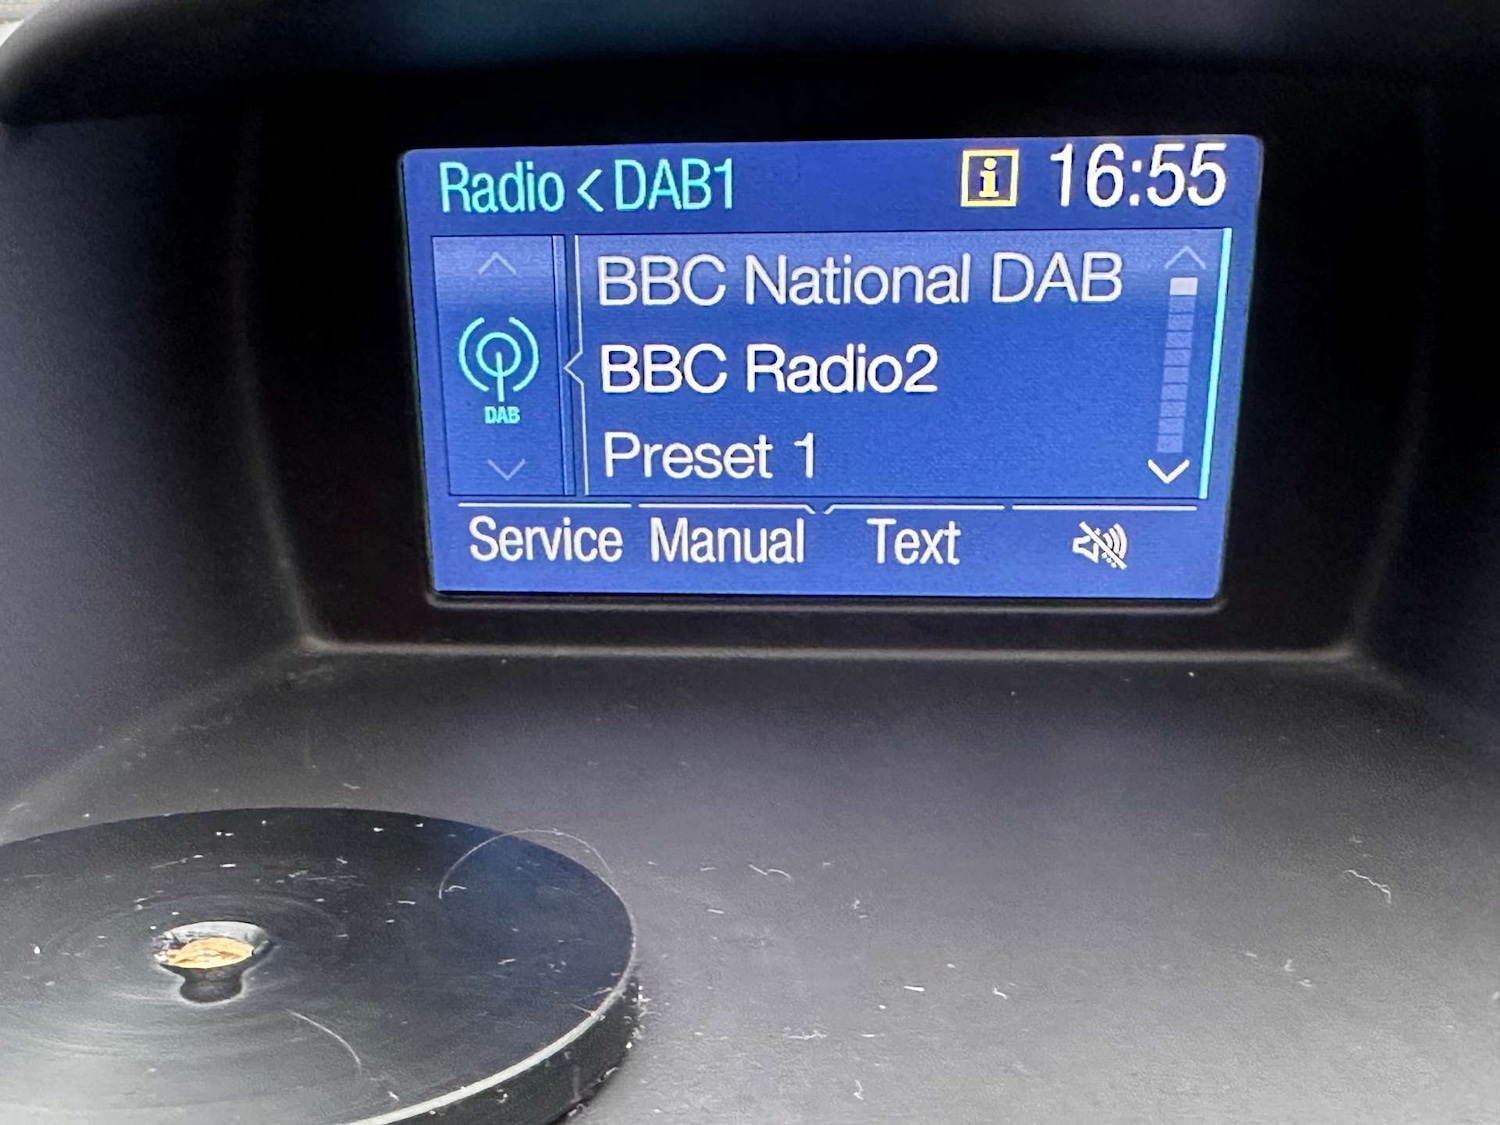 Radio < DAB1 i 16:55
BBC National DAB
BBC Radio2
DAB
Preset 1
Service Manual Text